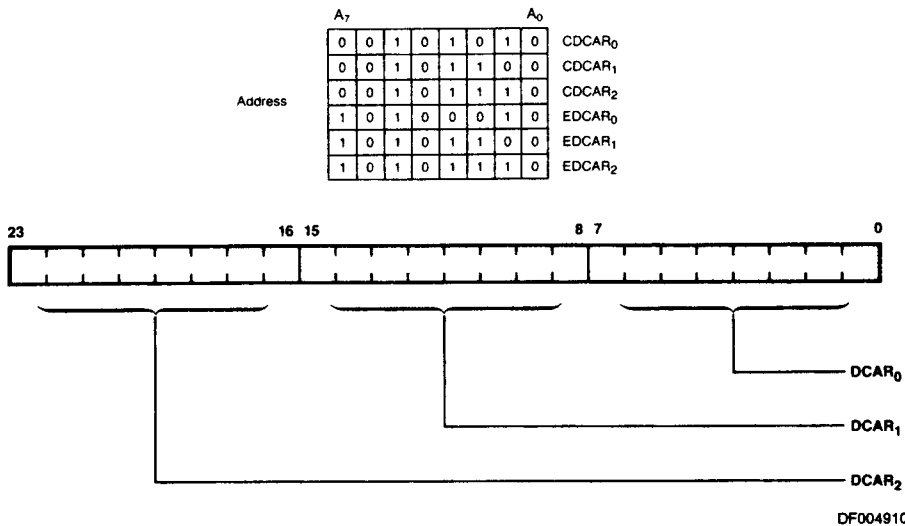 A₇ A₀
0 0 1 0 1 0 1 0 CDCAR₀
0 0 1 0 1 1 0 0 CDCAR₁
0 0 1 0 1 1 1 0 CDCAR₂
Address
1 0 1 0 0 0 1 0 EDCAR₀
1 0 1 0 1 1 0 0 EDCAR₁
1 0 1 0 1 1 1 0 EDCAR₂
23 16 15 8 7 0
DCAR₀
DCAR₁
DCAR₂
DF004910